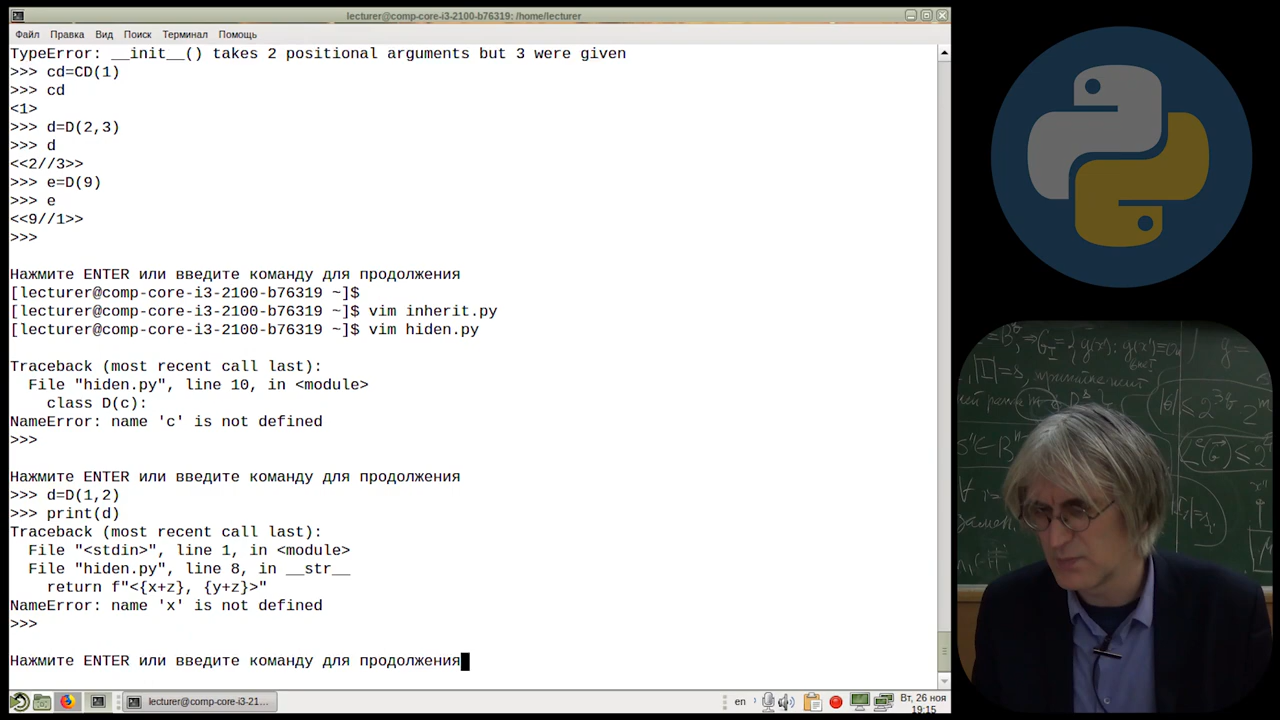 lecturer@comp-core-i3-2100-b76319: /home/lecturer
Файл Правка Вид Поиск Терминал Помощь
TypeError: __init__() takes 2 positional arguments but 3 were given
>>> cd=CD(1)
>>> cd
<1>
>>> d=D(2,3)
>>> d
<<2//3>>
>>> e=D(9)
>>> e
<<9//1>>
>>>
Нажмите ENTER или введите команду для продолжения
[lecturer@comp-core-i3-2100-b76319 ~]$
[lecturer@comp-core-i3-2100-b76319 ~]$ vim inherit.py
[lecturer@comp-core-i3-2100-b76319 ~]$ vim hiden.py
Traceback (most recent call last):
  File "hiden.py", line 10, in <module>
    class D(c):
NameError: name 'c' is not defined
>>>
Нажмите ENTER или введите команду для продолжения
>>> d=D(1,2)
>>> print(d)
Traceback (most recent call last):
  File "<stdin>", line 1, in <module>
  File "hiden.py", line 8, in __str__
    return f"<{x+z}, {y+z}>"
NameError: name 'x' is not defined
>>>
Нажмите ENTER или введите команду для продолжения
lecturer@comp-core-i3-21...
en
Вт, 26 ноя
19:15